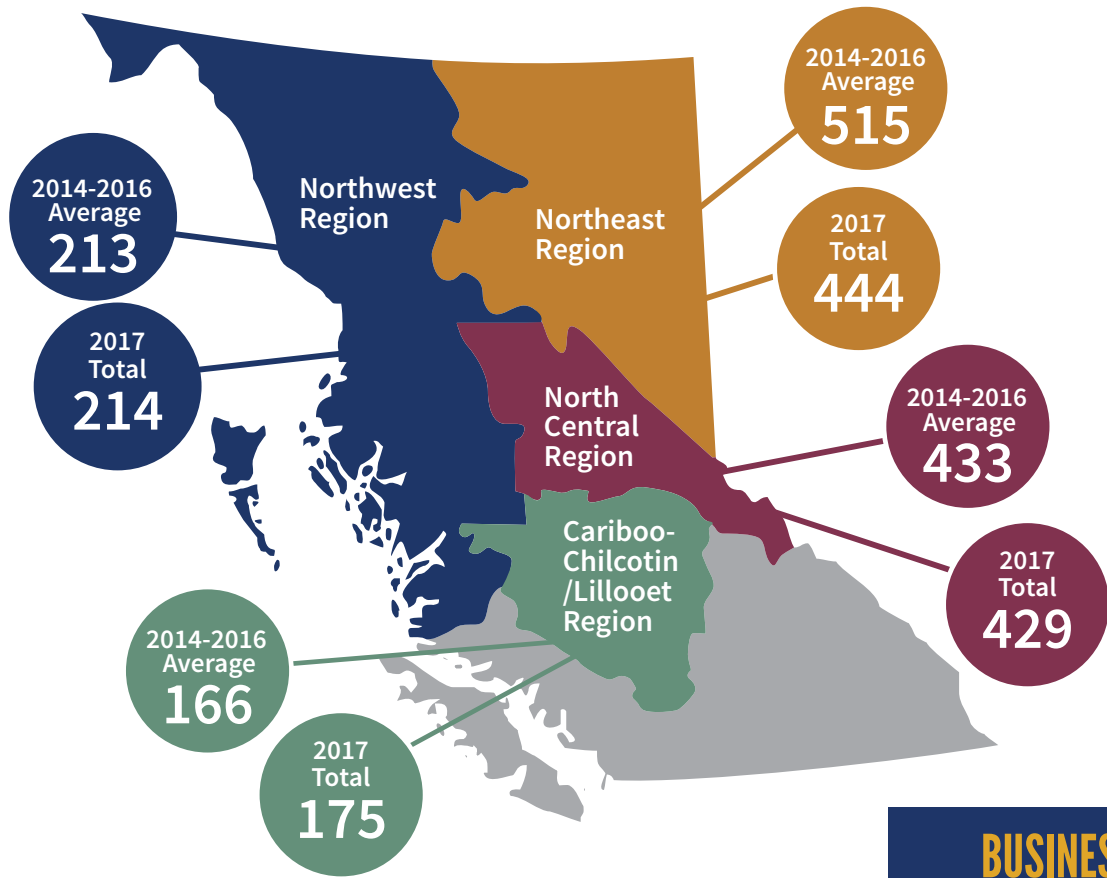 2014-2016
Average
515
2017
Total
444
Northeast
Region
Northwest
Region
2014-2016
Average
213
2017
Total
214
North
Central
Region
2014-2016
Average
433
2017
Total
429
Cariboo-
Chilcotin
/Lillooet
Region
2014-2016
Average
166
2017
Total
175